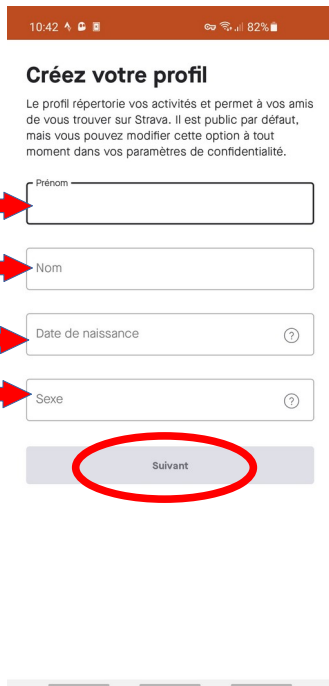 10:42 82%
Créez votre profil
Le profil répertorie vos activités et permet à vos amis
de vous trouver sur Strava. Il est public par défaut,
mais vous pouvez modifier cette option à tout
moment dans vos paramètres de confidentialité.
Prénom
Nom
Date de naissance ?
Sexe ?
Suivant